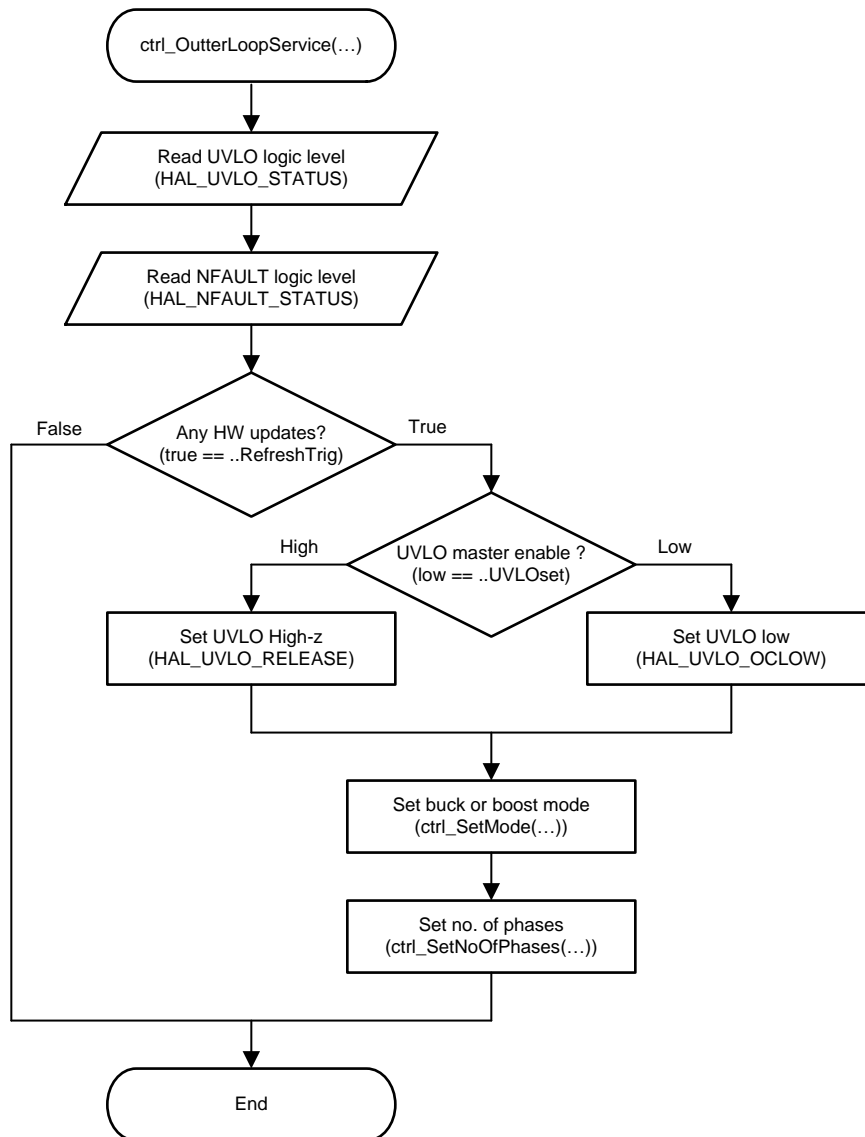 ctrl_OutterLoopService(…)
Read UVLO logic level
(HAL_UVLO_STATUS)
Read NFAULT logic level
(HAL_NFAULT_STATUS)
False
Any HW updates?
(true == ..RefreshTrig)
True
High
UVLO master enable ?
(low == ..UVLOset)
Low
Set UVLO High-z
(HAL_UVLO_RELEASE)
Set UVLO low
(HAL_UVLO_OCLOW)
Set buck or boost mode
(ctrl_SetMode(…))
Set no. of phases
(ctrl_SetNoOfPhases(…))
End